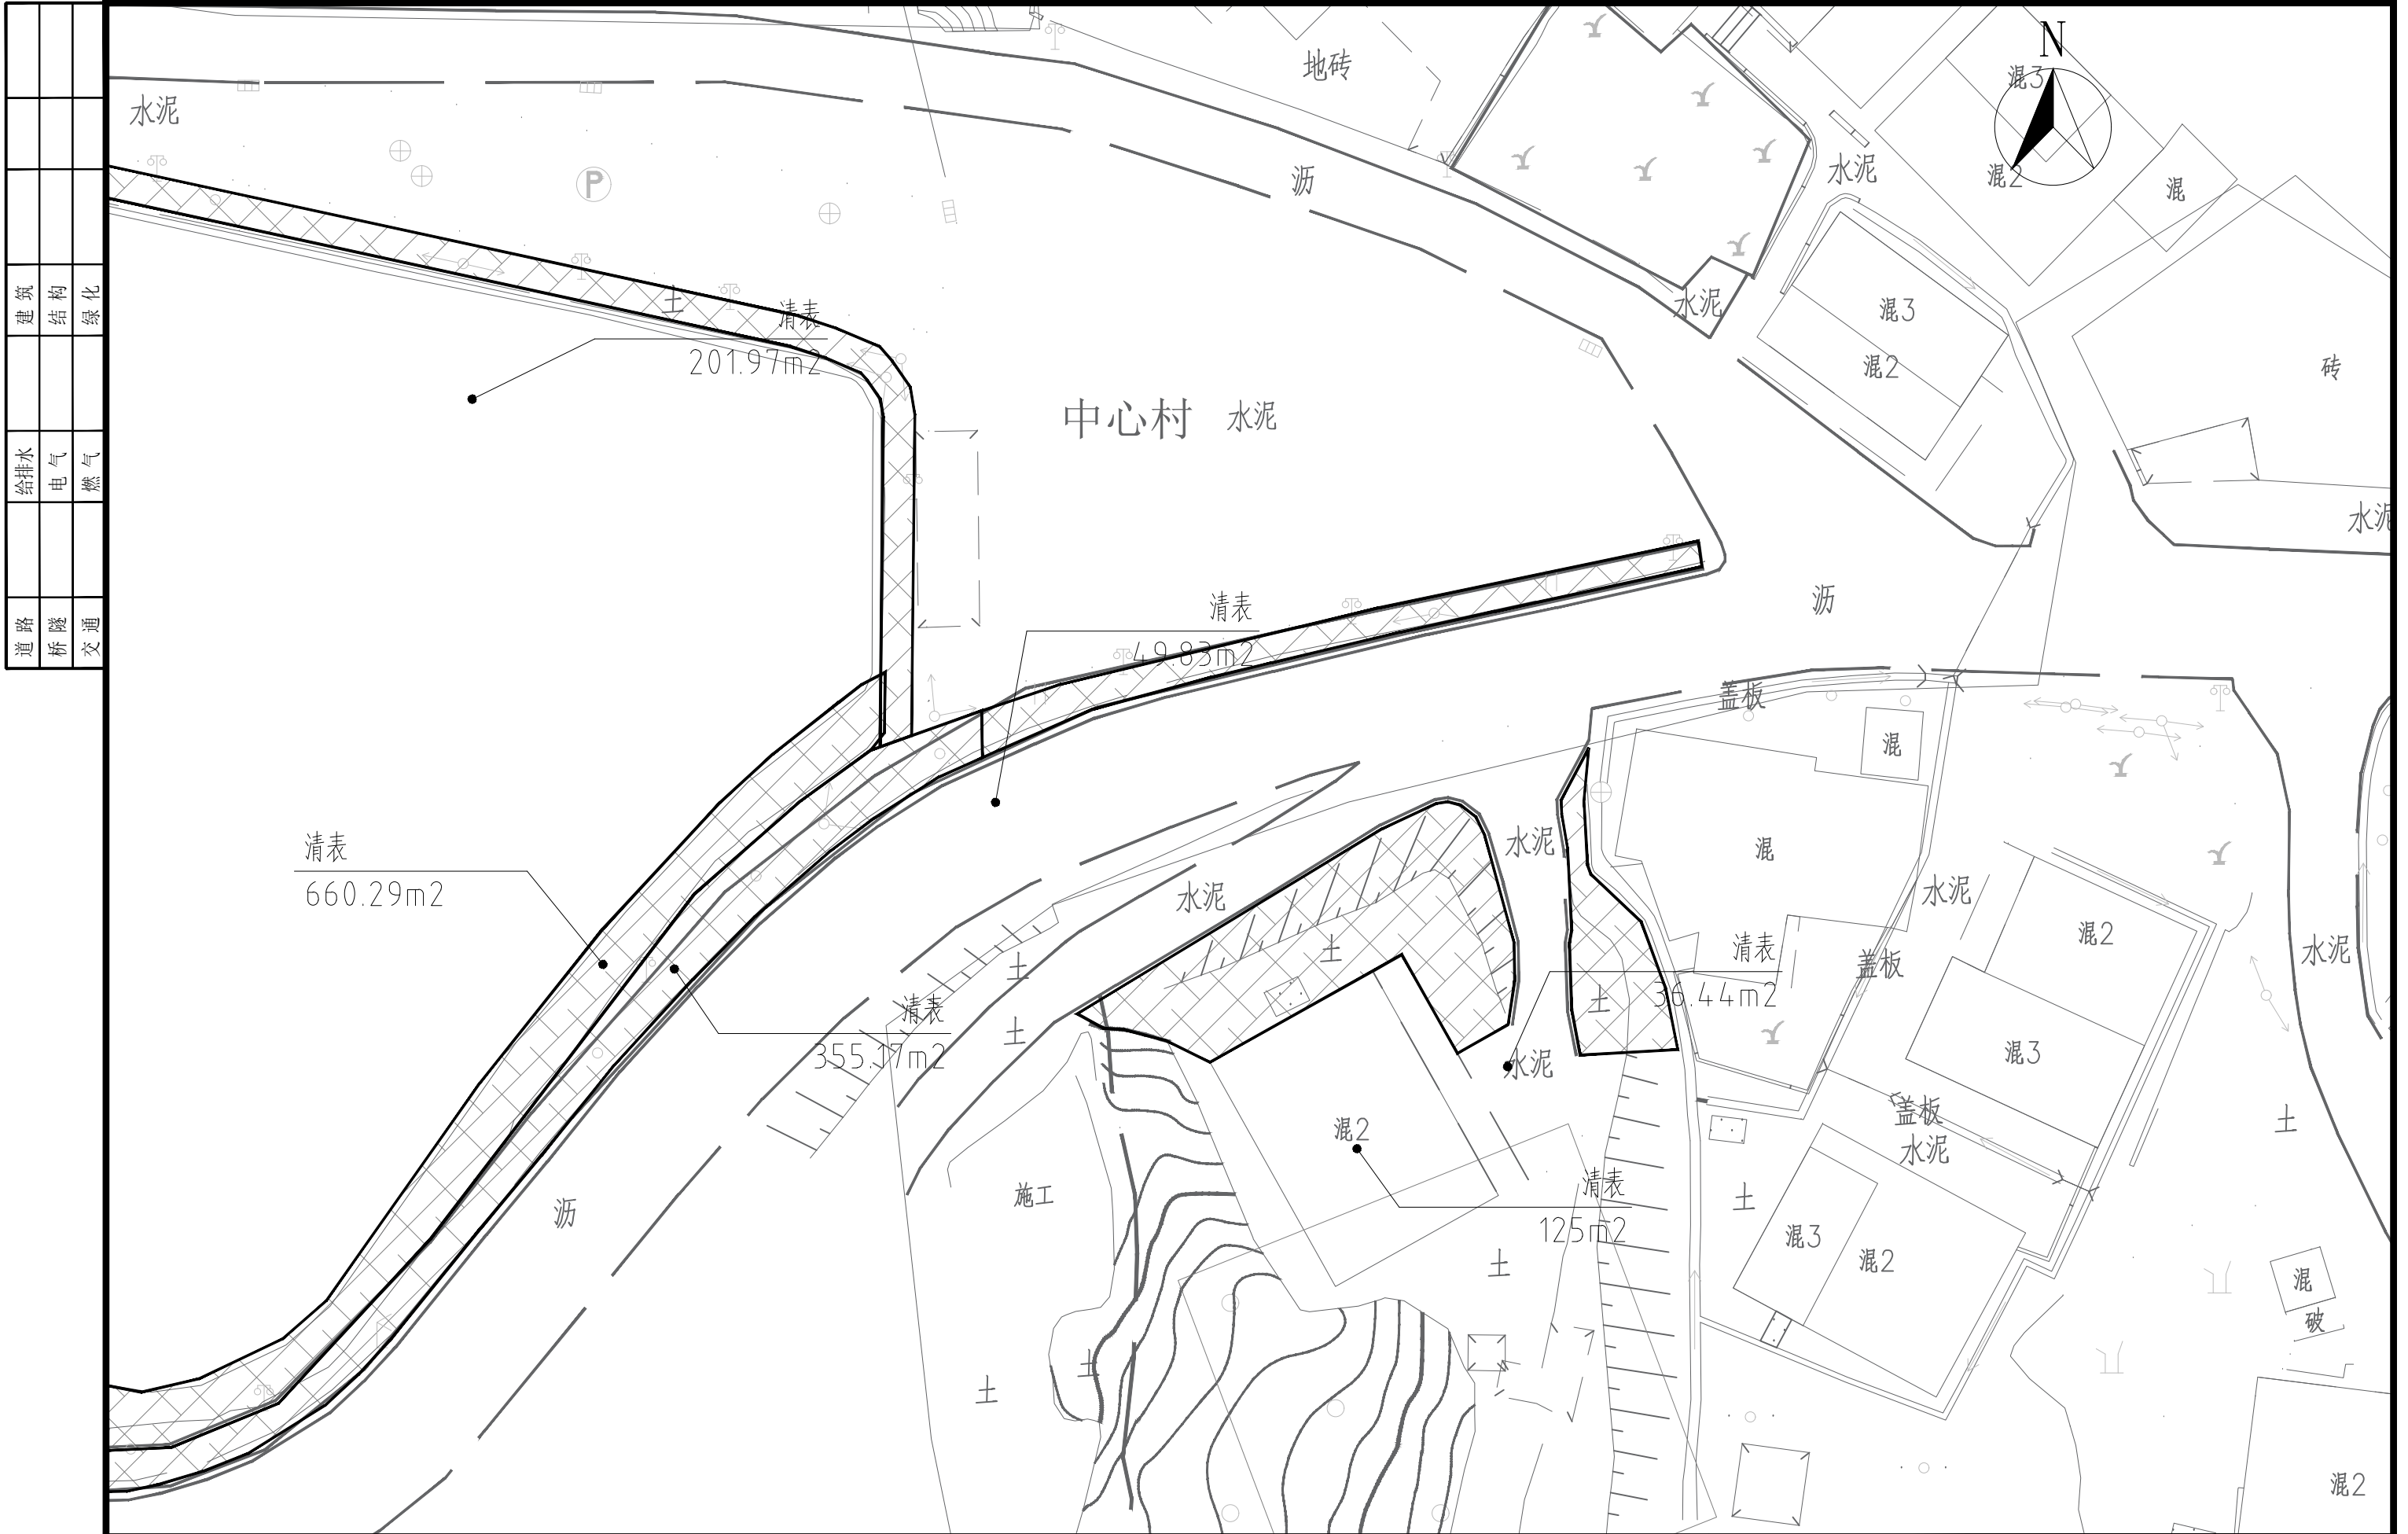 地砖
N
混3
水泥
沥
水泥
混2
混
P
建筑
结构
绿化
土
清表
201.97m2
水泥
混3
混2
砖
中心村
水泥
给排水
电气
燃气
水泥
清表
49.83m2
沥
道路
桥隧
交通
盖板
混
清表
660.29m2
水泥
混
水泥
水泥
混2
土
清表
36.44m2
盖板
水泥
土
土
清表
355.17m2
土
水泥
混3
混2
盖板
水泥
土
清表
125m2
施工
土
沥
混3
混2
土
混
破
土
土
混2